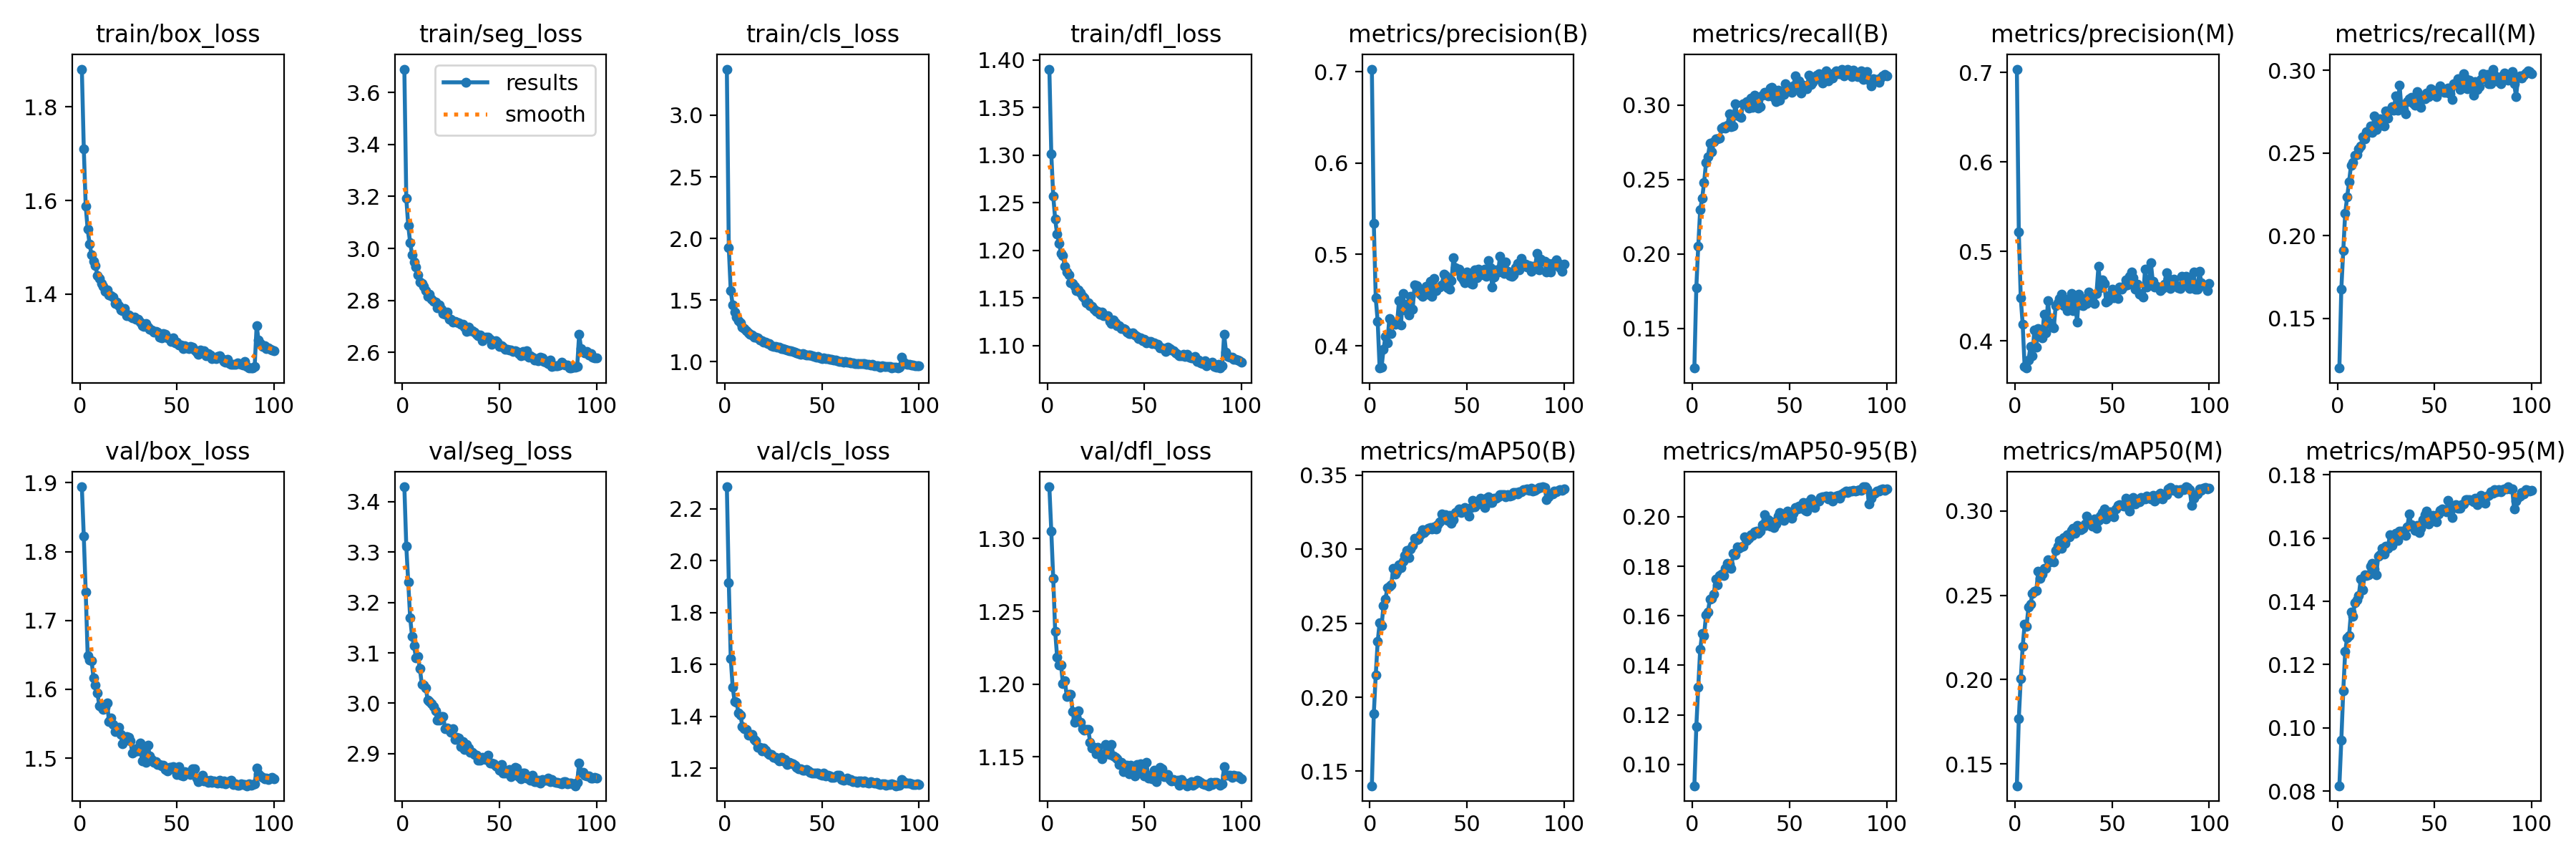 train/box_loss
1.8
1.6
1.4
0 50 100
train/seg_loss
results
smooth
3.6
3.4
3.2
3.0
2.8
2.6
0 50 100
train/cls_loss
3.0
2.5
2.0
1.5
1.0
0 50 100
train/dfl_loss
1.40
1.35
1.30
1.25
1.20
1.15
1.10
0 50 100
metrics/precision(B)
0.7
0.6
0.5
0.4
0 50 100
metrics/recall(B)
0.30
0.25
0.20
0.15
0 50 100
metrics/precision(M)
0.7
0.6
0.5
0.4
0 50 100
metrics/recall(M)
0.30
0.25
0.20
0.15
0 50 100
val/box_loss
1.9
1.8
1.7
1.6
1.5
0 50 100
val/seg_loss
3.4
3.3
3.2
3.1
3.0
2.9
0 50 100
val/cls_loss
2.2
2.0
1.8
1.6
1.4
1.2
0 50 100
val/dfl_loss
1.30
1.25
1.20
1.15
0 50 100
metrics/mAP50(B)
0.35
0.30
0.25
0.20
0.15
0 50 100
metrics/mAP50-95(B)
0.20
0.18
0.16
0.14
0.12
0.10
0 50 100
metrics/mAP50(M)
0.30
0.25
0.20
0.15
0 50 100
metrics/mAP50-95(M)
0.18
0.16
0.14
0.12
0.10
0.08
0 50 100